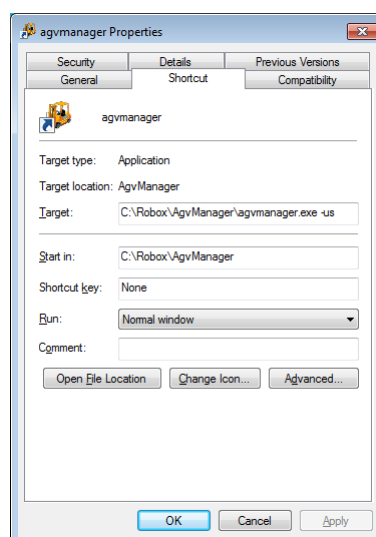 agvmanager Properties
Security Details Previous Versions
General Shortcut Compatibility
agvmanager
Target type: Application
Target location: AgvManager
Target: C:\Robox\AgvManager\agvmanager.exe -us
Start in: C:\Robox\AgvManager
Shortcut key: None
Run: Normal window
Comment:
Open File Location Change Icon... Advanced...
OK Cancel Apply